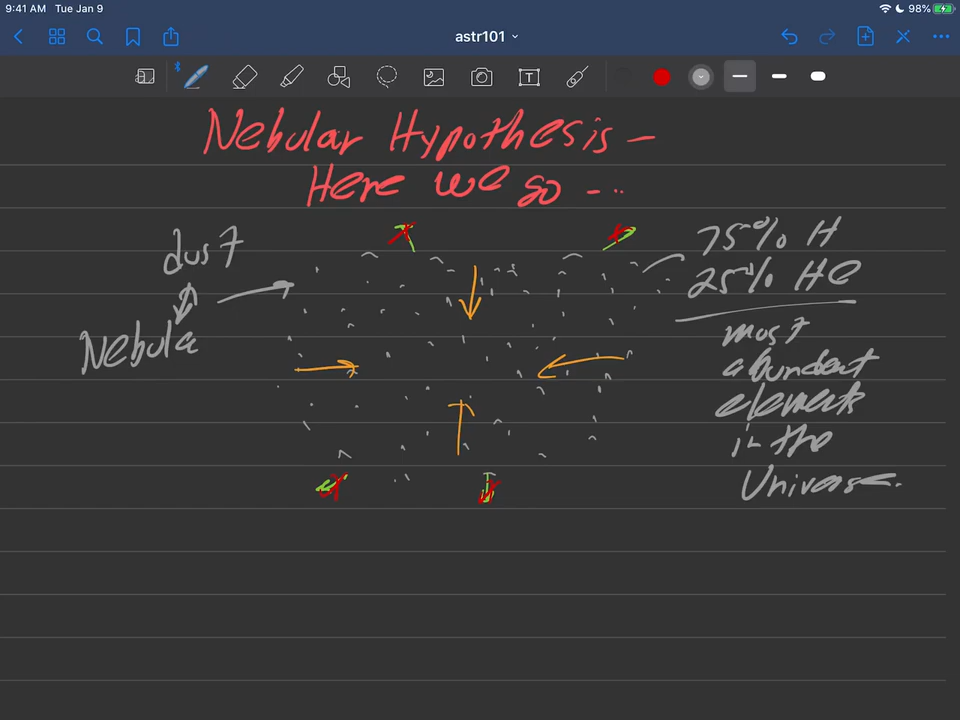 9:41 AM Tue Jan 9
98%
astr101
Nebular Hypothesis -
Here we go - ..
dust
Nebula
75% H
25% He
most
abundant
elements
in the
Universe.